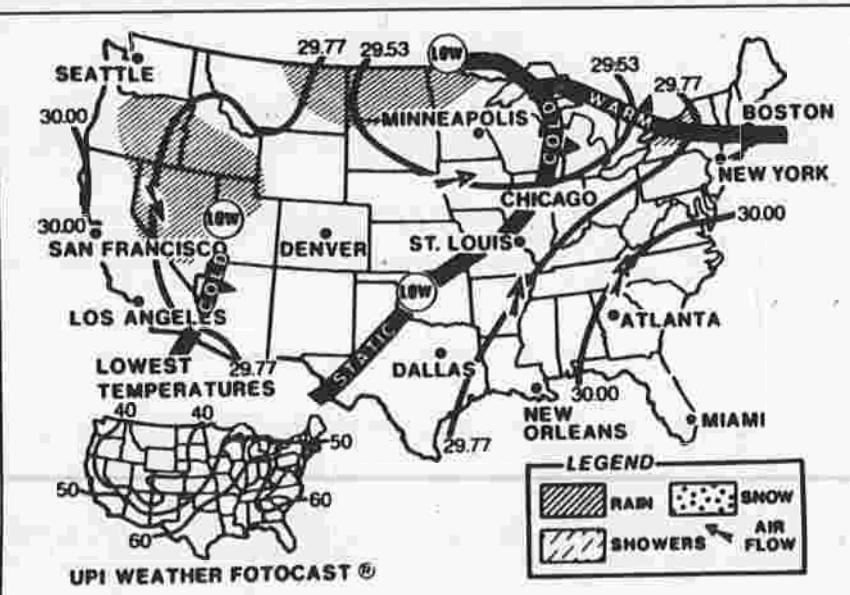 29.77
29.53
LOW
29.53
SEATTLE
29.77
30.00
WARM
BOSTON
MINNEAPOLIS
COLD
NEW YORK
CHICAGO
30.00
LOW
30.00
SAN FRANCISCO
DENVER
ST. LOUIS
COLD
LOW
LOS ANGELES
ATLANTA
STATIC
LOWEST
TEMPERATURES
29.77
DALLAS
30.00
NEW
ORLEANS
MIAMI
29.77
40
40
50
50
60
60
LEGEND
RAIN
SNOW
SHOWERS
AIR
FLOW
UPI WEATHER FOTOCAST ®